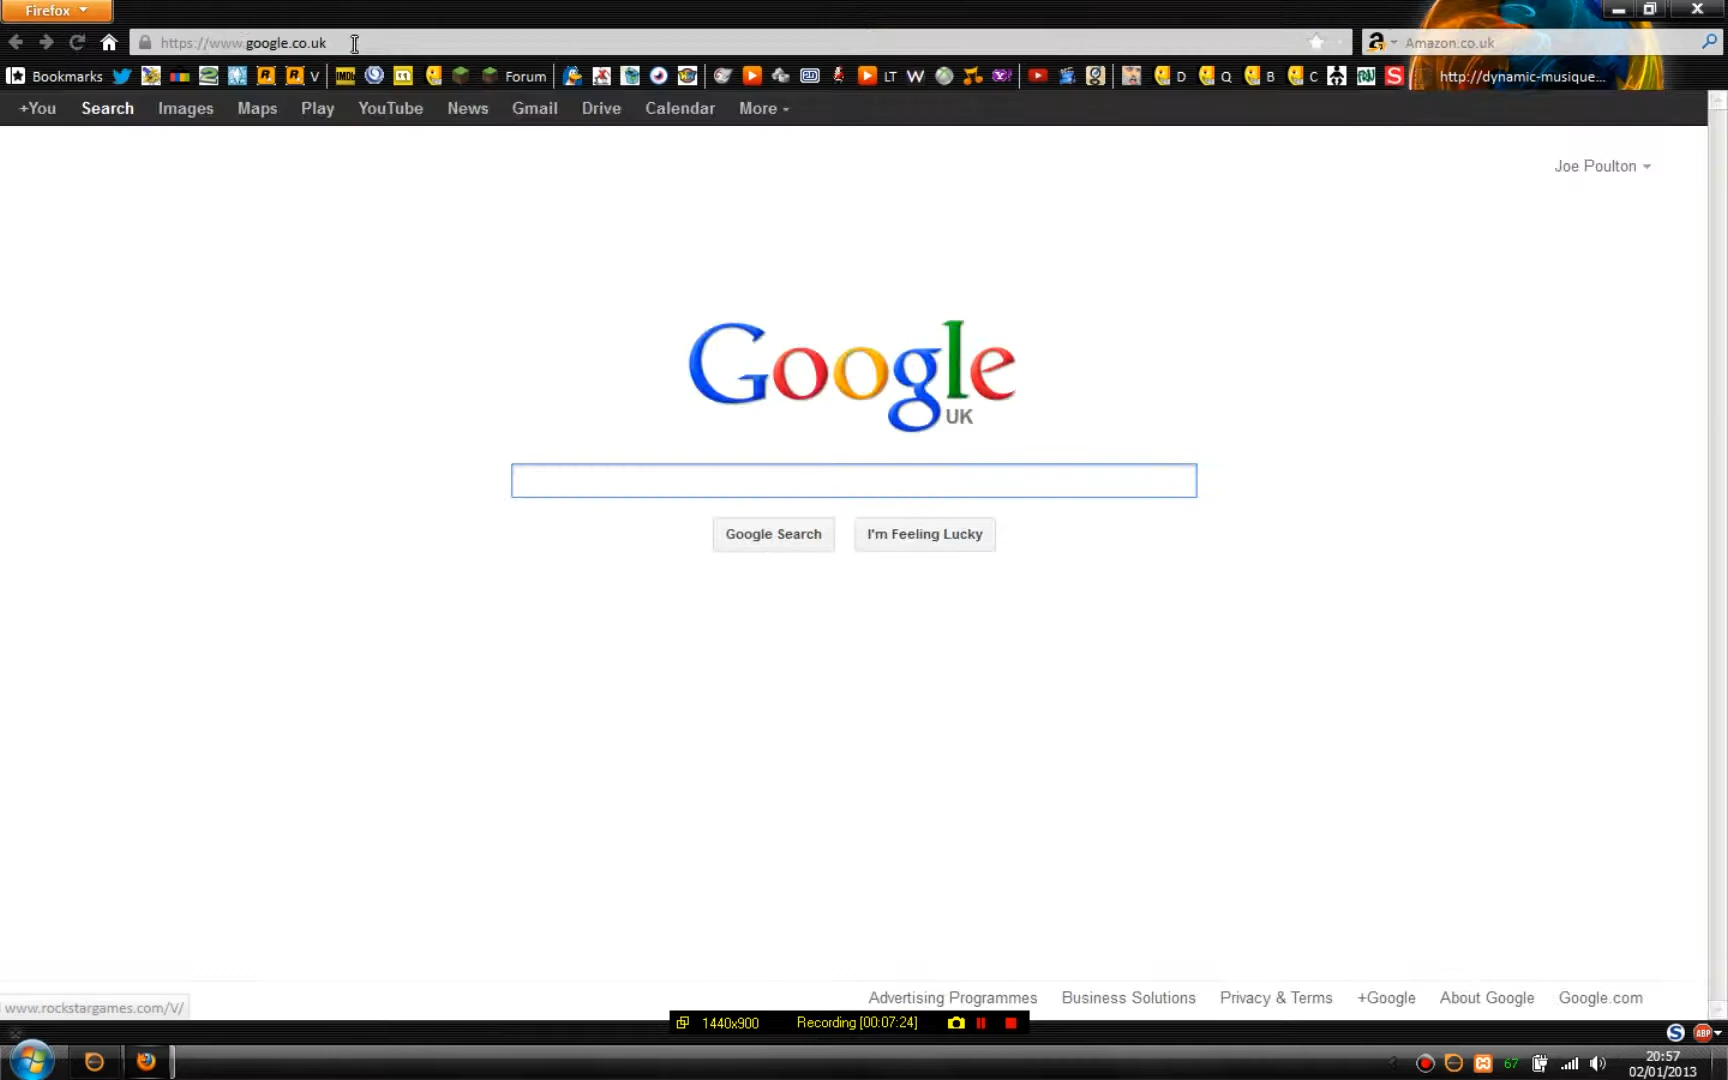 Firefox
https://www.google.co.uk
Amazon.co.uk
Bookmarks V IMDb Forum LT W D Q B C S http://dynamic-musique...
+You Search Images Maps Play YouTube News Gmail Drive Calendar More
Joe Poulton
Google
UK
Google Search I'm Feeling Lucky
www.rockstargames.com/V/
Advertising Programmes Business Solutions Privacy & Terms +Google About Google Google.com
1440x900 Recording [00:07:24]
S ABP
67
20:57
02/01/2013